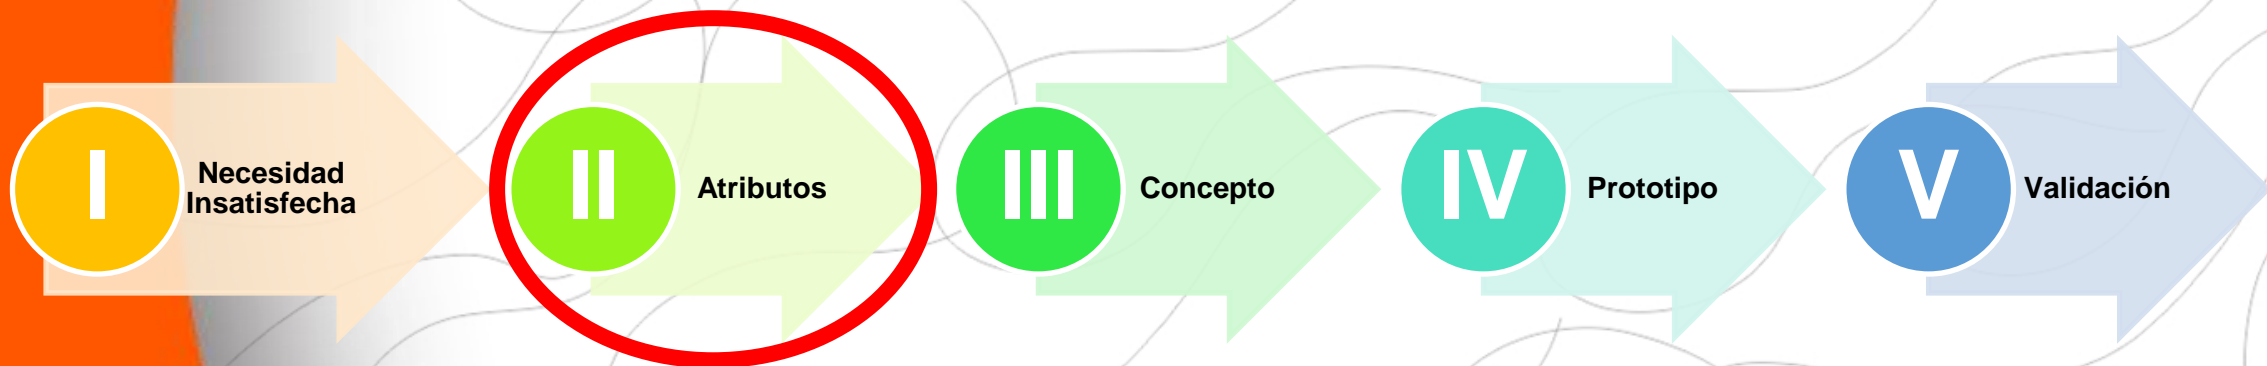 I
Necesidad
Insatisfecha
II
Atributos
III
Concepto
IV
Prototipo
V
Validación